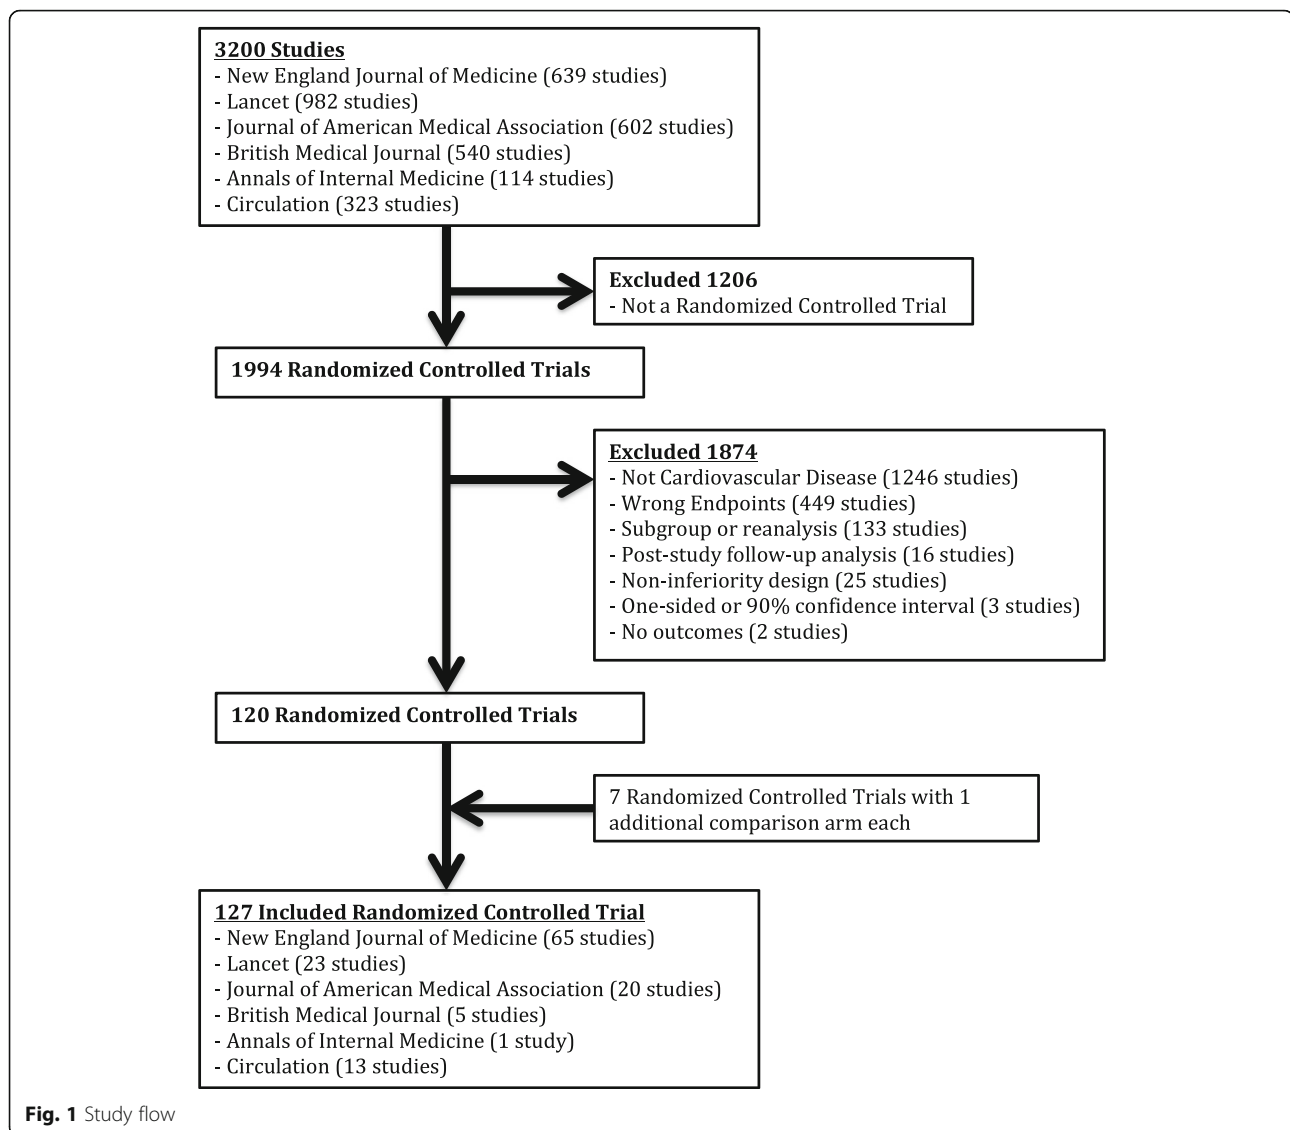 3200 Studies
- New England Journal of Medicine (639 studies)
- Lancet (982 studies)
- Journal of American Medical Association (602 studies)
- British Medical Journal (540 studies)
- Annals of Internal Medicine (114 studies)
- Circulation (323 studies)
Excluded 1206
- Not a Randomized Controlled Trial
1994 Randomized Controlled Trials
Excluded 1874
- Not Cardiovascular Disease (1246 studies)
- Wrong Endpoints (449 studies)
- Subgroup or reanalysis (133 studies)
- Post-study follow-up analysis (16 studies)
- Non-inferiority design (25 studies)
- One-sided or 90% confidence interval (3 studies)
- No outcomes (2 studies)
120 Randomized Controlled Trials
7 Randomized Controlled Trials with 1
additional comparison arm each
127 Included Randomized Controlled Trial
- New England Journal of Medicine (65 studies)
- Lancet (23 studies)
- Journal of American Medical Association (20 studies)
- British Medical Journal (5 studies)
- Annals of Internal Medicine (1 study)
- Circulation (13 studies)
Fig. 1 Study flow